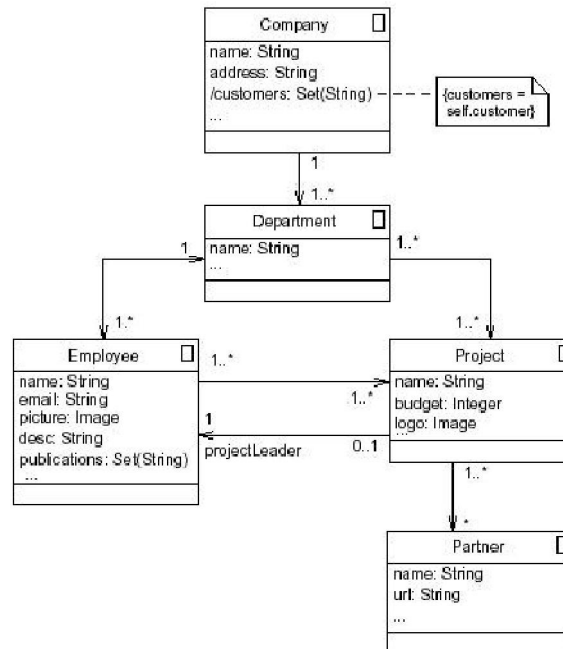 Company
name: String
address: String
/customers: Set(String)
...
{customers =
self.customer}
1
1..*
Department
name: String
...
1
1..*
1..*
1..*
Employee
name: String
email: String
picture: Image
desc: String
publications: Set(String)
...
1..*
1..*
1
projectLeader
0..1
Project
name: String
budget: Integer
logo: Image
...
1..*
*
Partner
name: String
url: String
...